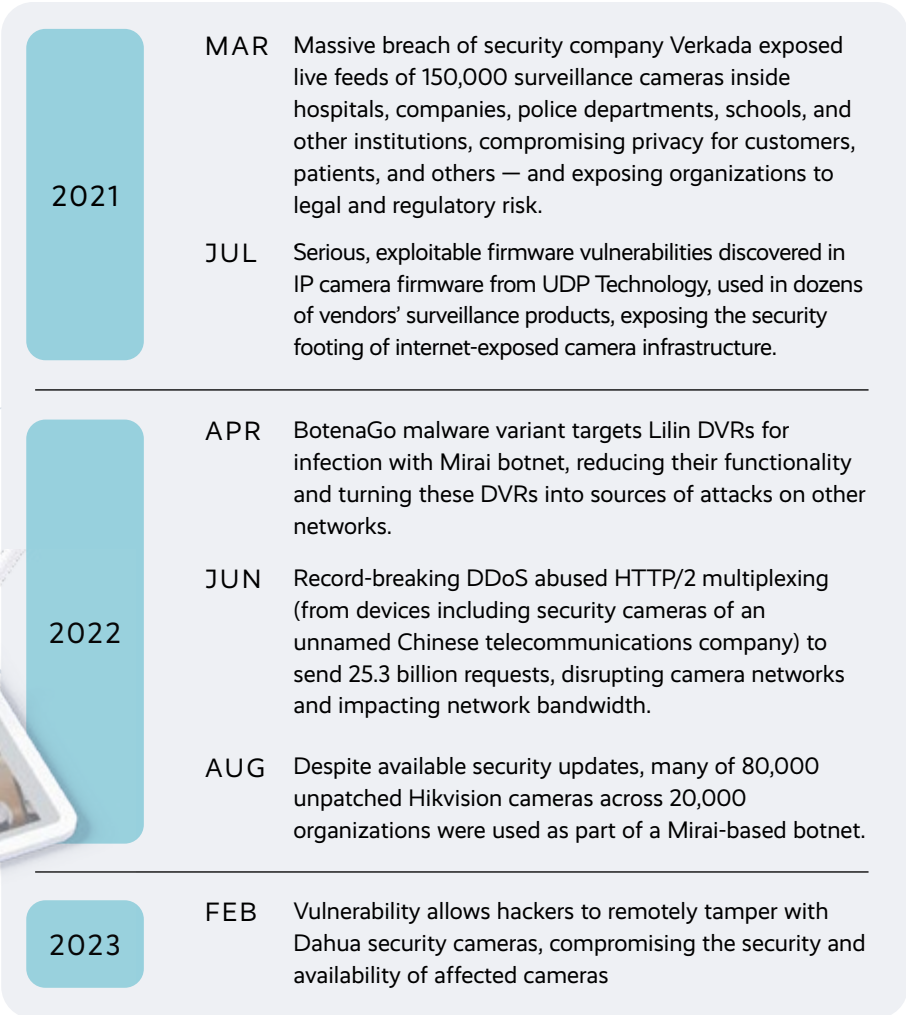 2021
MAR
Massive breach of security company Verkada exposed
live feeds of 150,000 surveillance cameras inside
hospitals, companies, police departments, schools, and
other institutions, compromising privacy for customers,
patients, and others — and exposing organizations to
legal and regulatory risk.
JUL
Serious, exploitable firmware vulnerabilities discovered in
IP camera firmware from UDP Technology, used in dozens
of vendors’ surveillance products, exposing the security
footing of internet-exposed camera infrastructure.
2022
APR
BotenaGo malware variant targets Lilin DVRs for
infection with Mirai botnet, reducing their functionality
and turning these DVRs into sources of attacks on other
networks.
JUN
Record-breaking DDoS abused HTTP/2 multiplexing
(from devices including security cameras of an
unnamed Chinese telecommunications company) to
send 25.3 billion requests, disrupting camera networks
and impacting network bandwidth.
AUG
Despite available security updates, many of 80,000
unpatched Hikvision cameras across 20,000
organizations were used as part of a Mirai-based botnet.
2023
FEB
Vulnerability allows hackers to remotely tamper with
Dahua security cameras, compromising the security and
availability of affected cameras